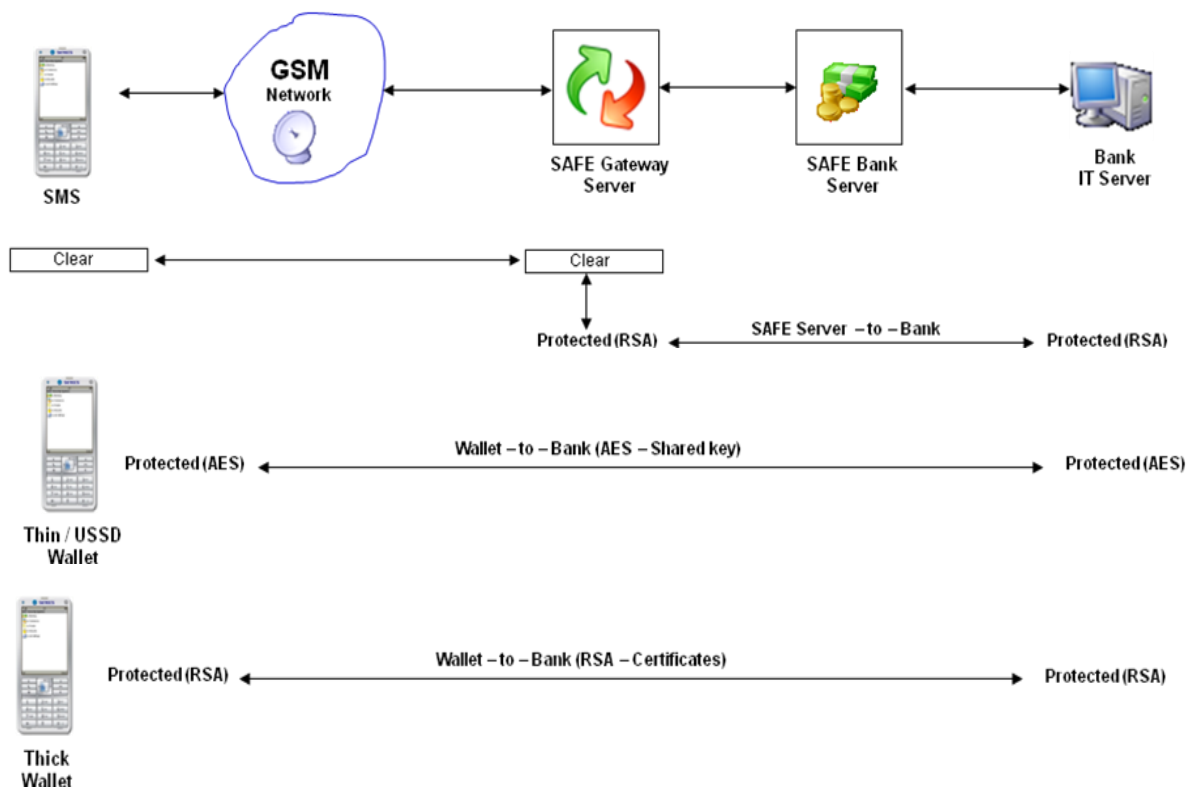 GSM
Network
SMS
SAFE Gateway
Server
SAFE Bank
Server
Bank
IT Server
Clear
Clear
Protected (RSA)
SAFE Server – to – Bank
Protected (RSA)
Protected (AES)
Wallet – to – Bank (AES – Shared key)
Protected (AES)
Thin / USSD
Wallet
Protected (RSA)
Wallet – to – Bank (RSA – Certificates)
Protected (RSA)
Thick
Wallet